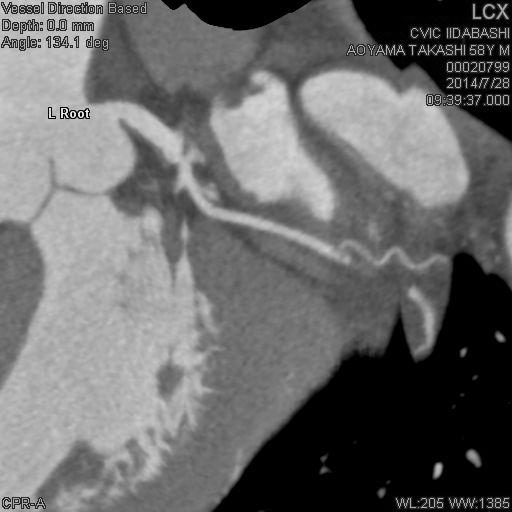 Vessel Direction Based
Depth: 0.0 mm
Angle: 134.1 deg
LCX
CVIC IIDABASHI
AOYAMA TAKASHI 58Y M
00020799
2014/7/28
09:39:37.000
L Root
CPR-A
WL:205 WW:1385